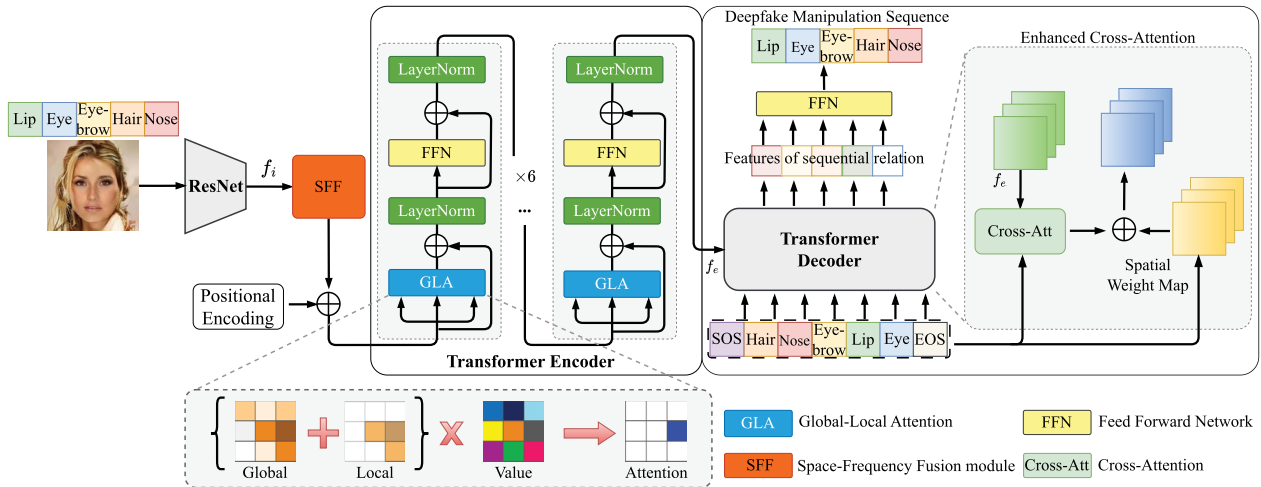 Deepfake Manipulation Sequence
Lip Eye Eye-brow Hair Nose
Enhanced Cross-Attention
LayerNorm
LayerNorm
Lip Eye Eye-brow Hair Nose
FFN
FFN
FFN
ResNet
f_i
SFF
×6
...
Features of sequential relation
f_e
LayerNorm
LayerNorm
Transformer
Decoder
Cross-Att
f_e
GLA
GLA
Spatial
Weight Map
Positional
Encoding
SOS Hair Nose Eye-brow Lip Eye EOS
Transformer Encoder
Global
Local
Value
Attention
GLA Global-Local Attention
FFN Feed Forward Network
SFF Space-Frequency Fusion module
Cross-Att Cross-Attention